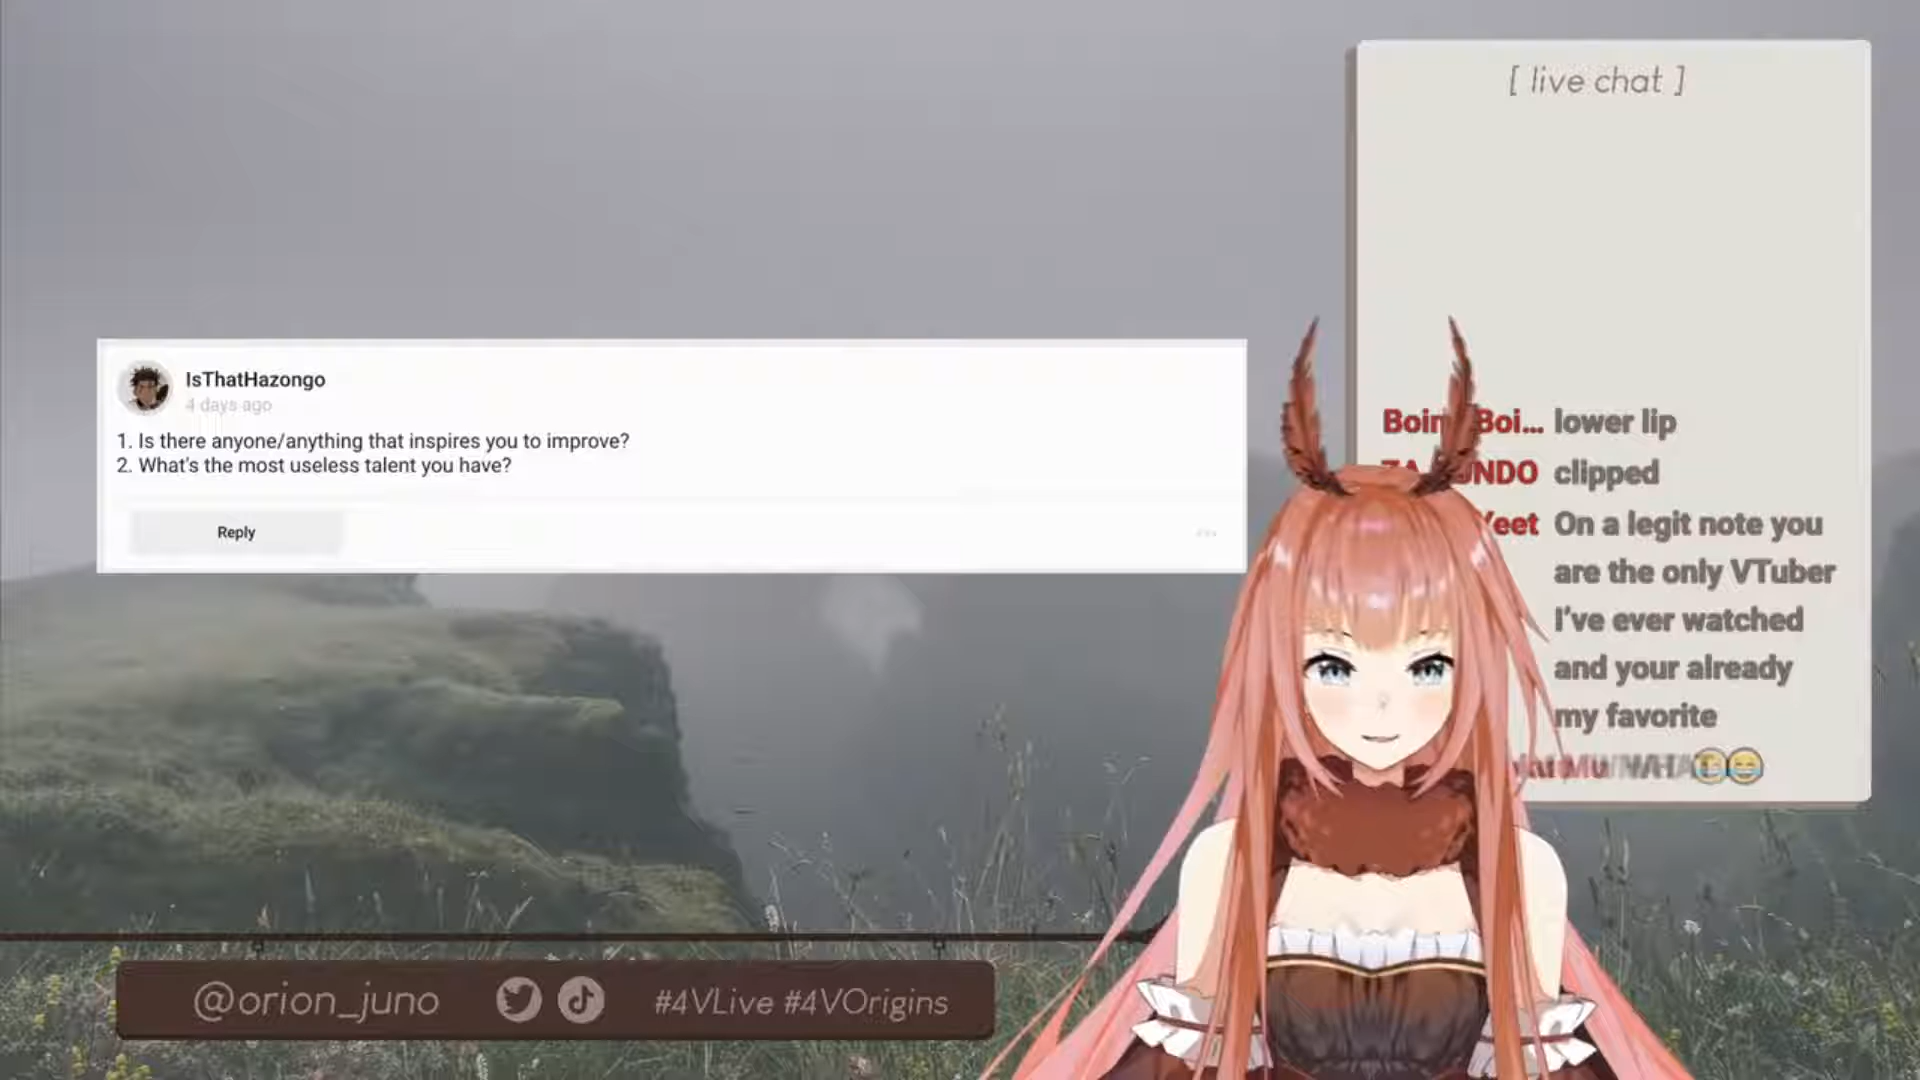 [ live chat ]
IsThatHazongo
4 days ago
1. Is there anyone/anything that inspires you to improve?
2. What's the most useless talent you have?
Reply
Boi... lower lip
clipped
Yeet On a legit note you
are the only VTuber
I've ever watched
and your already
my favorite
@orion_juno
#4VLive #4VOrigins